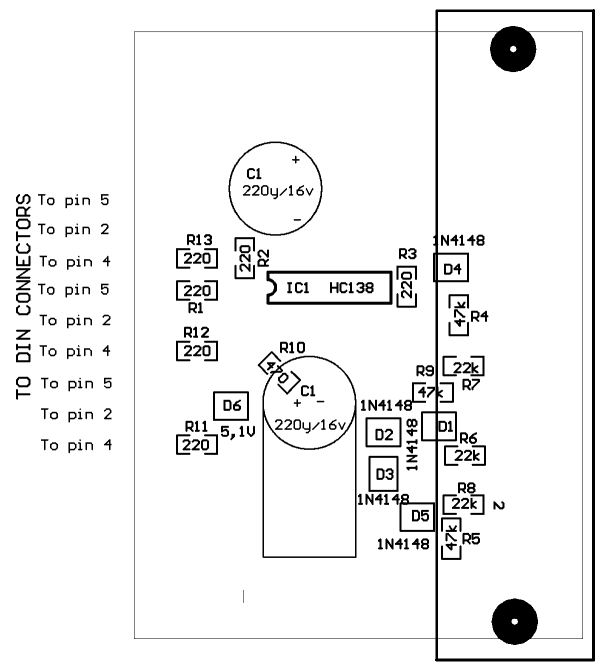 TO DIN CONNECTORS
To pin 5
To pin 2
To pin 4
To pin 5
To pin 2
To pin 4
To pin 5
To pin 2
To pin 4
C1
+
220y/16v
-
R13
220
220
R2
R3
220
1N4148
D4
220
R1
IC1 HC138
47k
R4
R12
220
R10
470
C1
+ -
220y/16v
R9
47k
22k
R7
D6
5,1V
R11
220
1N4148
D2
1N4148
D1
R6
22k
D3
1N4148
D5
1N4148
R8
22k
2
47k
R5